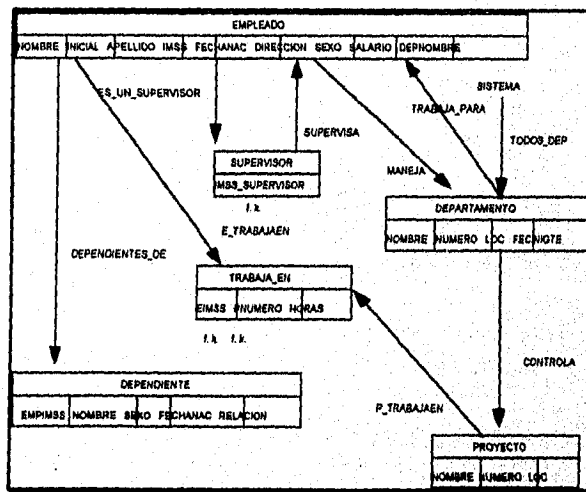 EMPLEADO
NOMBRE INICIAL APELLIDO IMSS FECHANAC DIRECCION SEXO SALARIO DEPNOMBRE
ES_UN_SUPERVISOR
SISTEMA
TRABAJA_PARA
SUPERVISA
TODOS_DEP
SUPERVISOR
MANEJA
IMSS_SUPERVISOR
f.k.
DEPARTAMENTO
E_TRABAJAEN
NOMBRE NUMERO LOC FECNIGTE
DEPENDIENTES_DE
TRABAJA_EN
EIMSS PNUMERO HORAS
f.k. f.k.
CONTROLA
DEPENDIENTE
P_TRABAJAEN
EMPIMSS NOMBRE SEXO FECHANAC RELACION
PROYECTO
NOMBRE NUMERO LOC